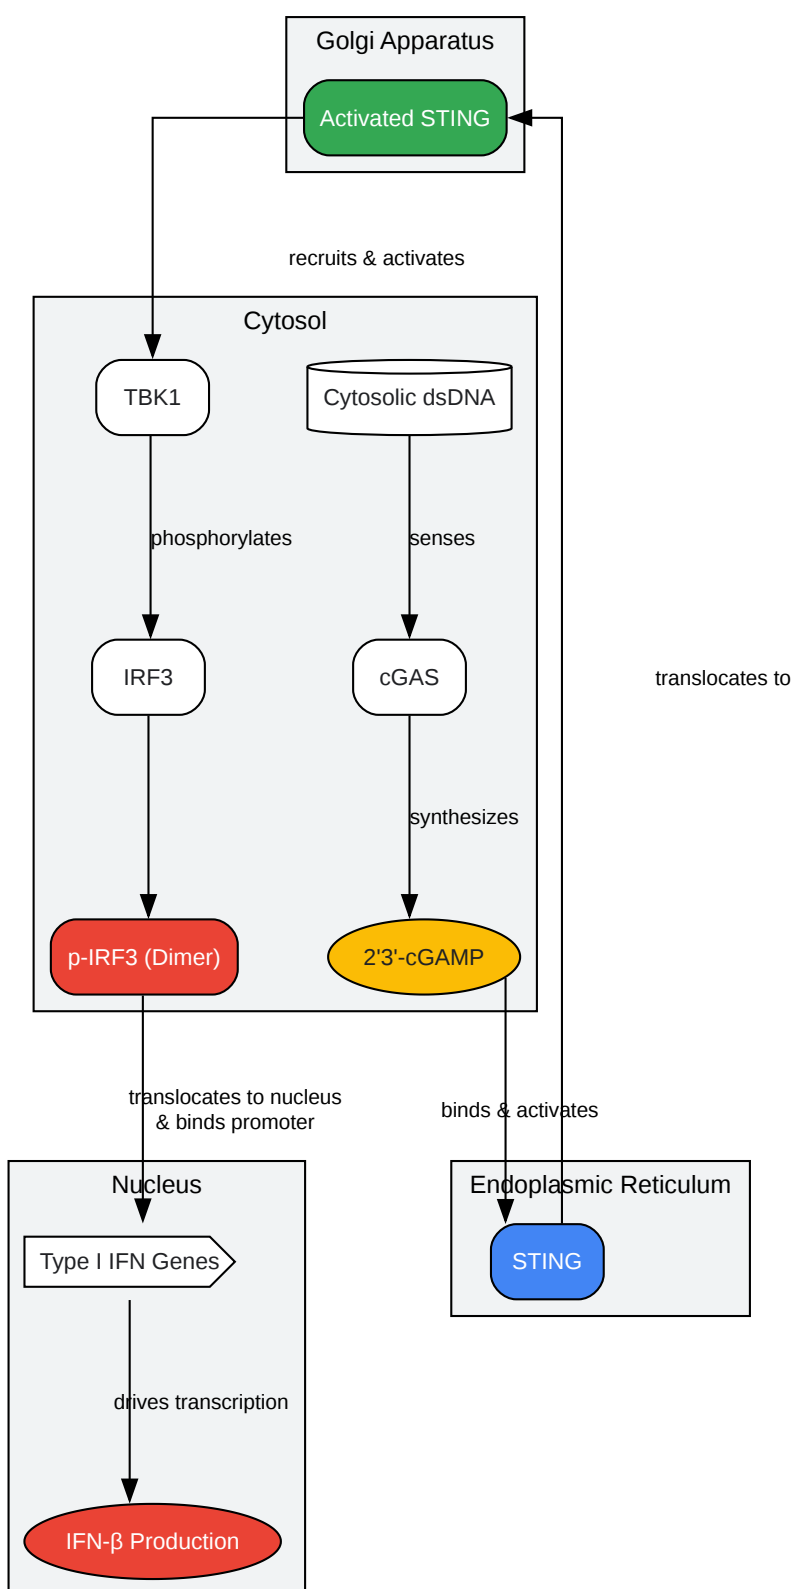 Golgi Apparatus
Activated STING
recruits & activates
Cytosol
TBK1
Cytosolic dsDNA
phosphorylates
senses
IRF3
cGAS
translocates to
synthesizes
p-IRF3 (Dimer)
2'3'-cGAMP
translocates to nucleus
& binds promoter
binds & activates
Nucleus
Endoplasmic Reticulum
Type I IFN Genes
STING
drives transcription
IFN-β Production